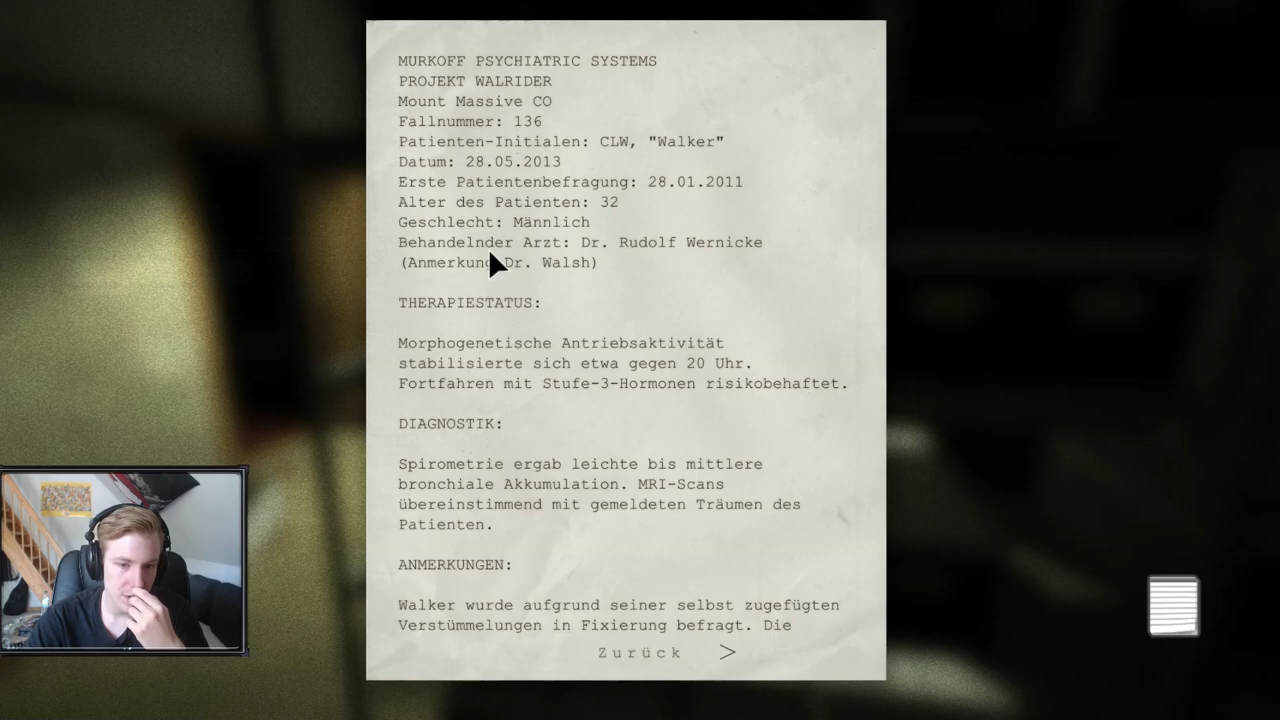 MURKOFF PSYCHIATRIC SYSTEMS
PROJEKT WALRIDER
Mount Massive CO
Fallnummer: 136
Patienten-Initialen: CLW, "Walker"
Datum: 28.05.2013
Erste Patientenbefragung: 28.01.2011
Alter des Patienten: 32
Geschlecht: Männlich
Behandelnder Arzt: Dr. Rudolf Wernicke
(Anmerkung Dr. Walsh)
THERAPIESTATUS:
Morphogenetische Antriebsaktivität
stabilisierte sich etwa gegen 20 Uhr.
Fortfahren mit Stufe-3-Hormonen risikobehaftet.
DIAGNOSTIK:
Spirometrie ergab leichte bis mittlere
bronchiale Akkumulation. MRI-Scans
übereinstimmend mit gemeldeten Träumen des
Patienten.
ANMERKUNGEN:
Walker wurde aufgrund seiner selbst zugefügten
Verstümmelungen in Fixierung befragt. Die
Zurück >